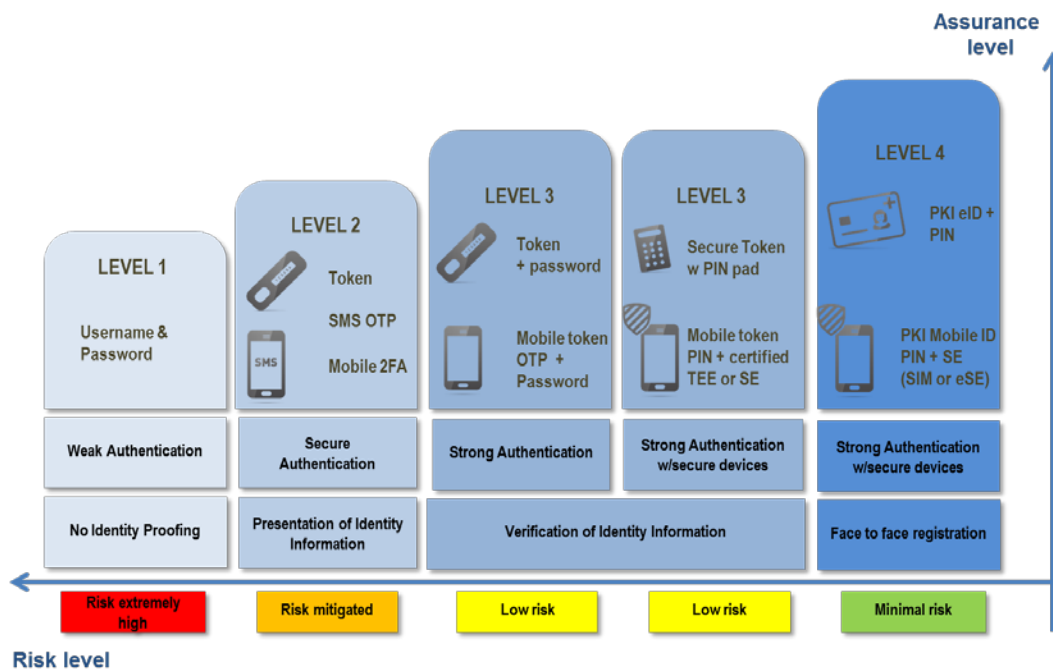 Assurance
level
LEVEL 1
Username &
Password
LEVEL 2
Token
SMS OTP
SMS
Mobile 2FA
LEVEL 3
Token
+ password
Mobile token
OTP +
Password
LEVEL 3
Secure Token
w PIN pad
Mobile token
PIN + certified
TEE or SE
LEVEL 4
PKI eID +
PIN
PKI Mobile ID
PIN + SE
(SIM or eSE)
Weak Authentication
Secure
Authentication
Strong Authentication
Strong Authentication
w/secure devices
Strong Authentication
w/secure devices
No Identity Proofing
Presentation of Identity
Information
Verification of Identity Information
Face to face registration
Risk extremely
high
Risk mitigated
Low risk
Low risk
Minimal risk
Risk level